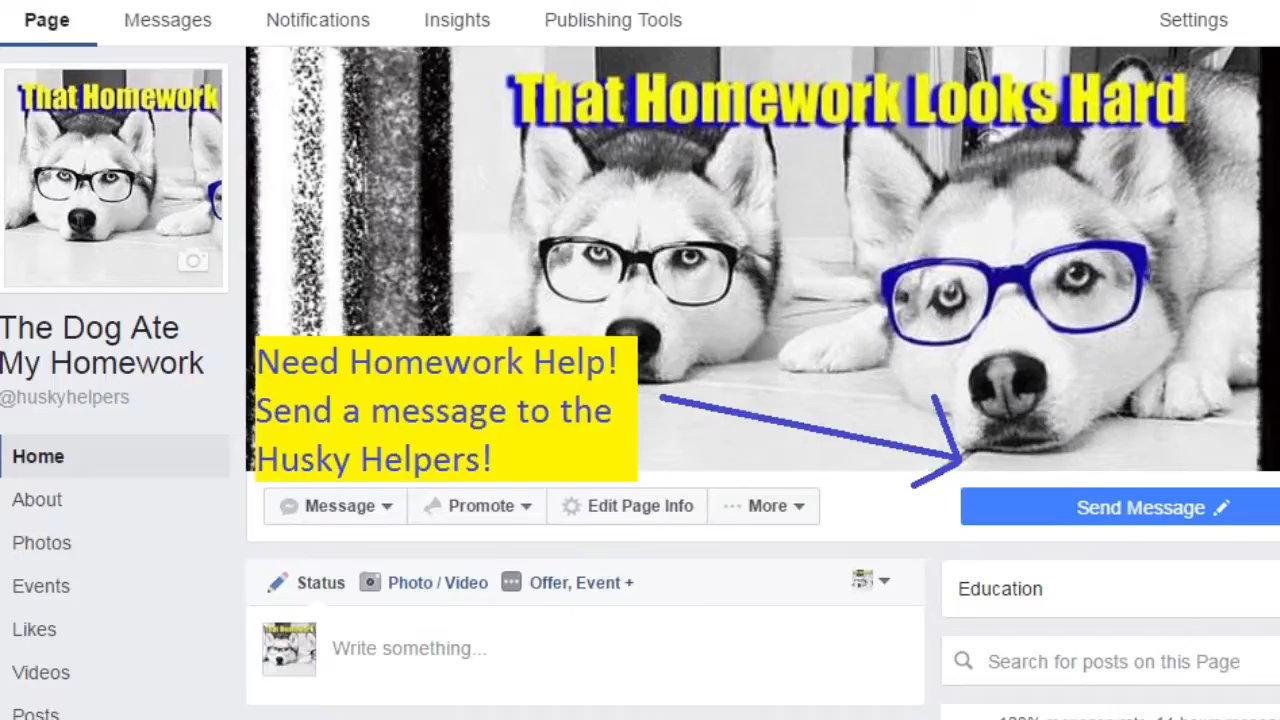 Page Messages Notifications Insights Publishing Tools Settings
That Homework
That Homework Looks Hard
The Dog Ate
My Homework
@huskyhelpers
Need Homework Help!
Send a message to the
Husky Helpers!
Home
About
Photos
Events
Likes
Videos
Posts
Message Promote Edit Page Info More
Send Message
Status Photo / Video Offer, Event +
Write something...
Education
Search for posts on this Page